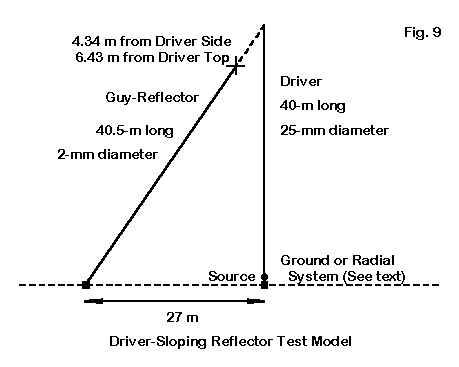 Fig. 9
4.34 m from Driver Side
6.43 m from Driver Top
Guy-Reflector
40.5-m long
2-mm diameter
Driver
40-m long
25-mm diameter
Source
Ground or Radial
System (See text)
27 m
Driver-Sloping Reflector Test Model